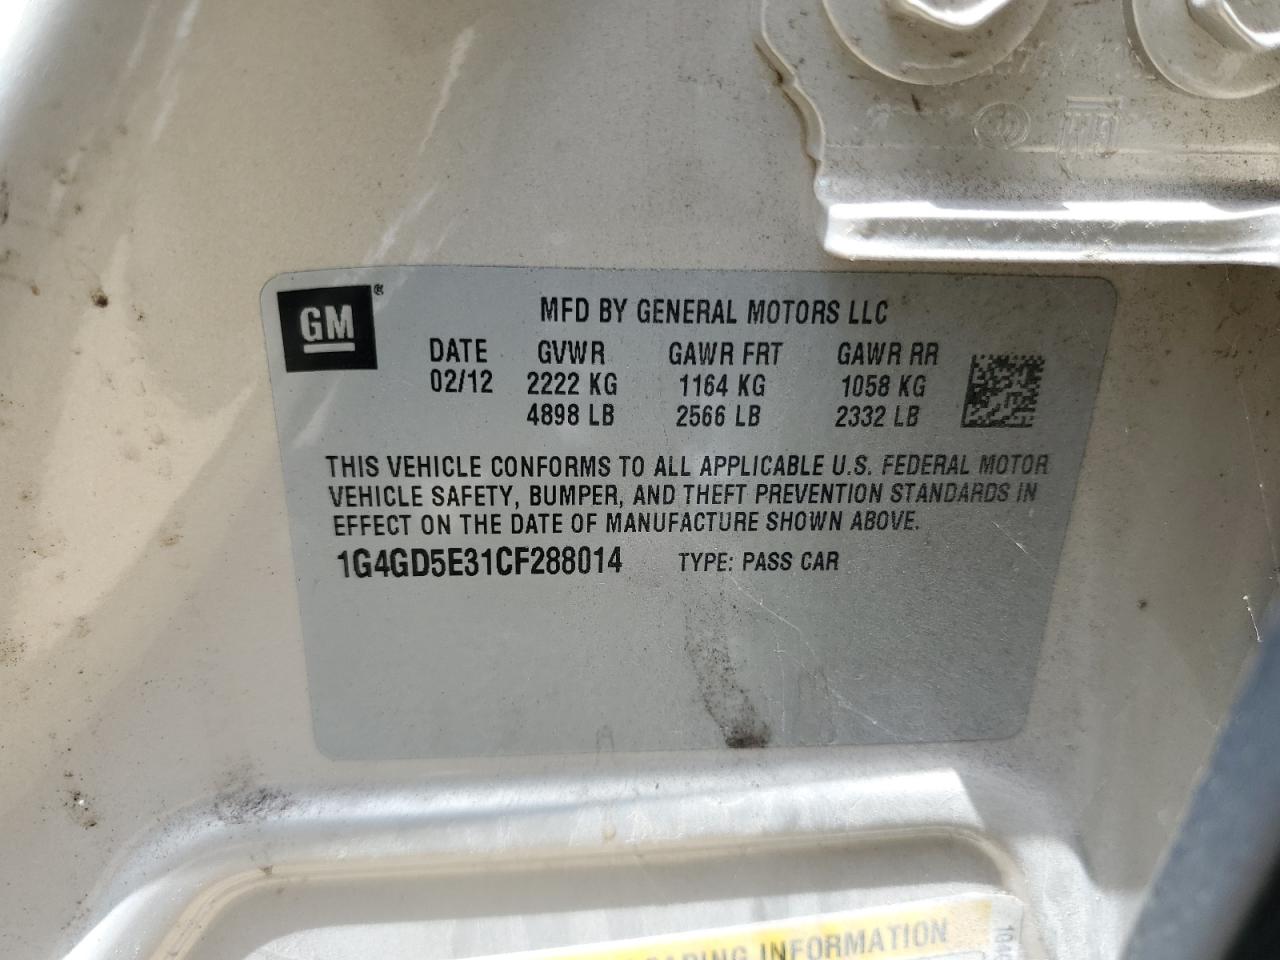 GM®
MFD BY GENERAL MOTORS LLC
DATE GVWR GAWR FRT GAWR RR
02/12 2222 KG 1164 KG 1058 KG
4898 LB 2566 LB 2332 LB
THIS VEHICLE CONFORMS TO ALL APPLICABLE U.S. FEDERAL MOTOR
VEHICLE SAFETY, BUMPER, AND THEFT PREVENTION STANDARDS IN
EFFECT ON THE DATE OF MANUFACTURE SHOWN ABOVE.
1G4GD5E31CF288014 TYPE: PASS CAR
INFORMATION